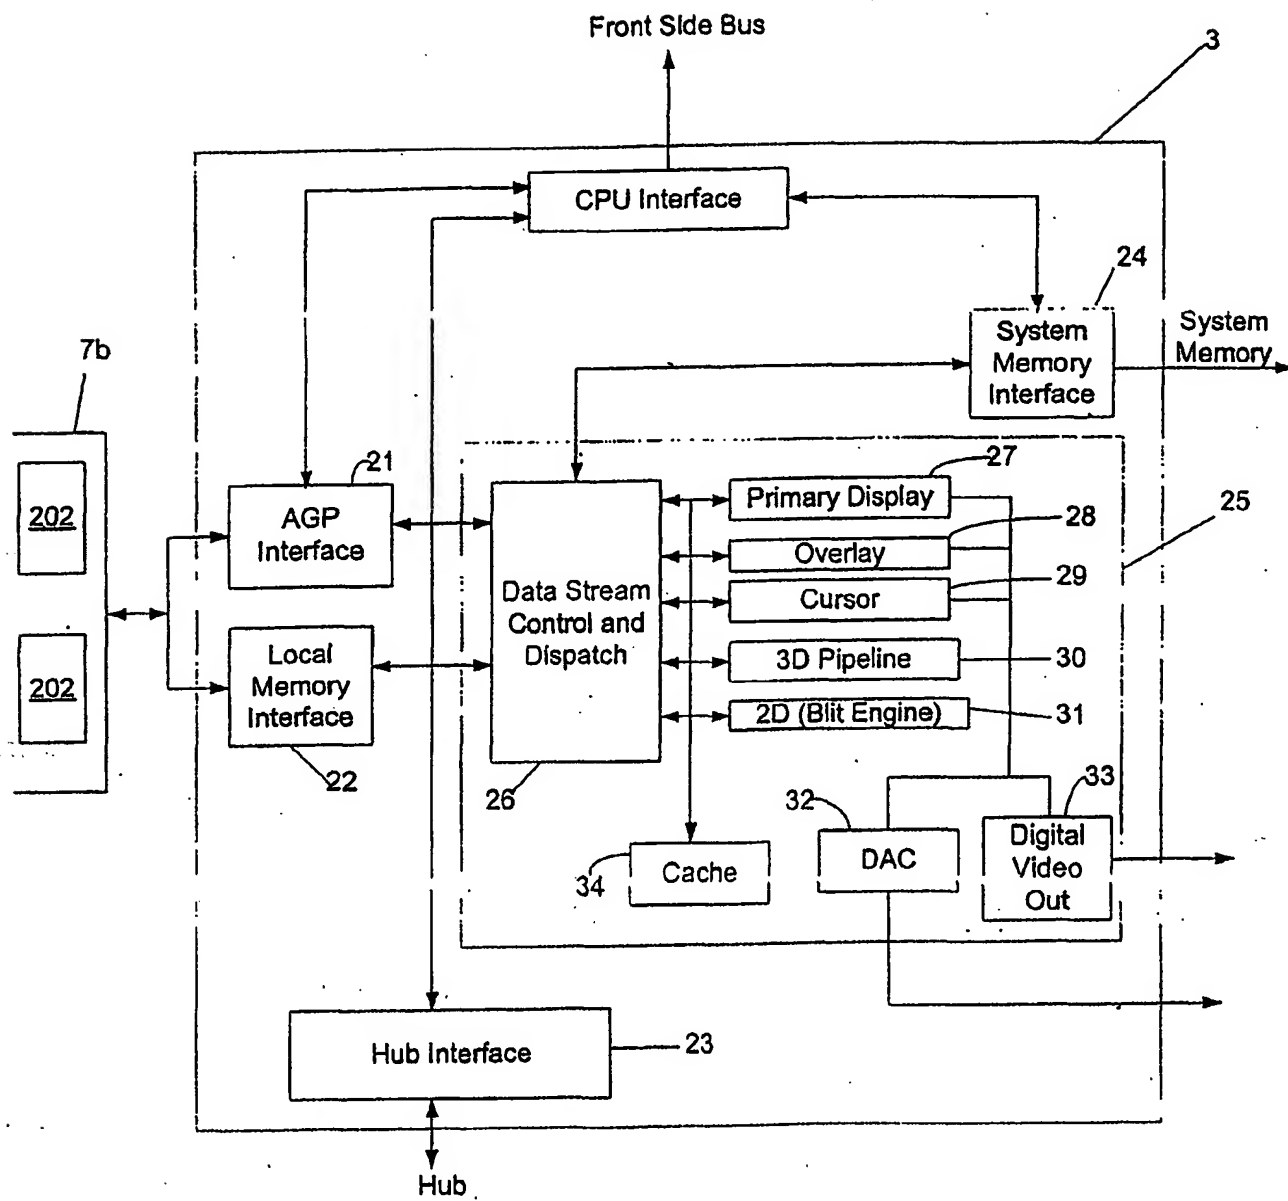 Front Side Bus
3
CPU Interface
24
System
Memory
Interface
System
Memory
7b
202
202
21
AGP
Interface
Local
Memory
Interface
22
Data Stream
Control and
Dispatch
26
27
Primary Display
28
Overlay
29
Cursor
3D Pipeline
30
2D (Blit Engine)
31
25
32
DAC
33
Digital
Video
Out
34
Cache
Hub Interface
23
Hub